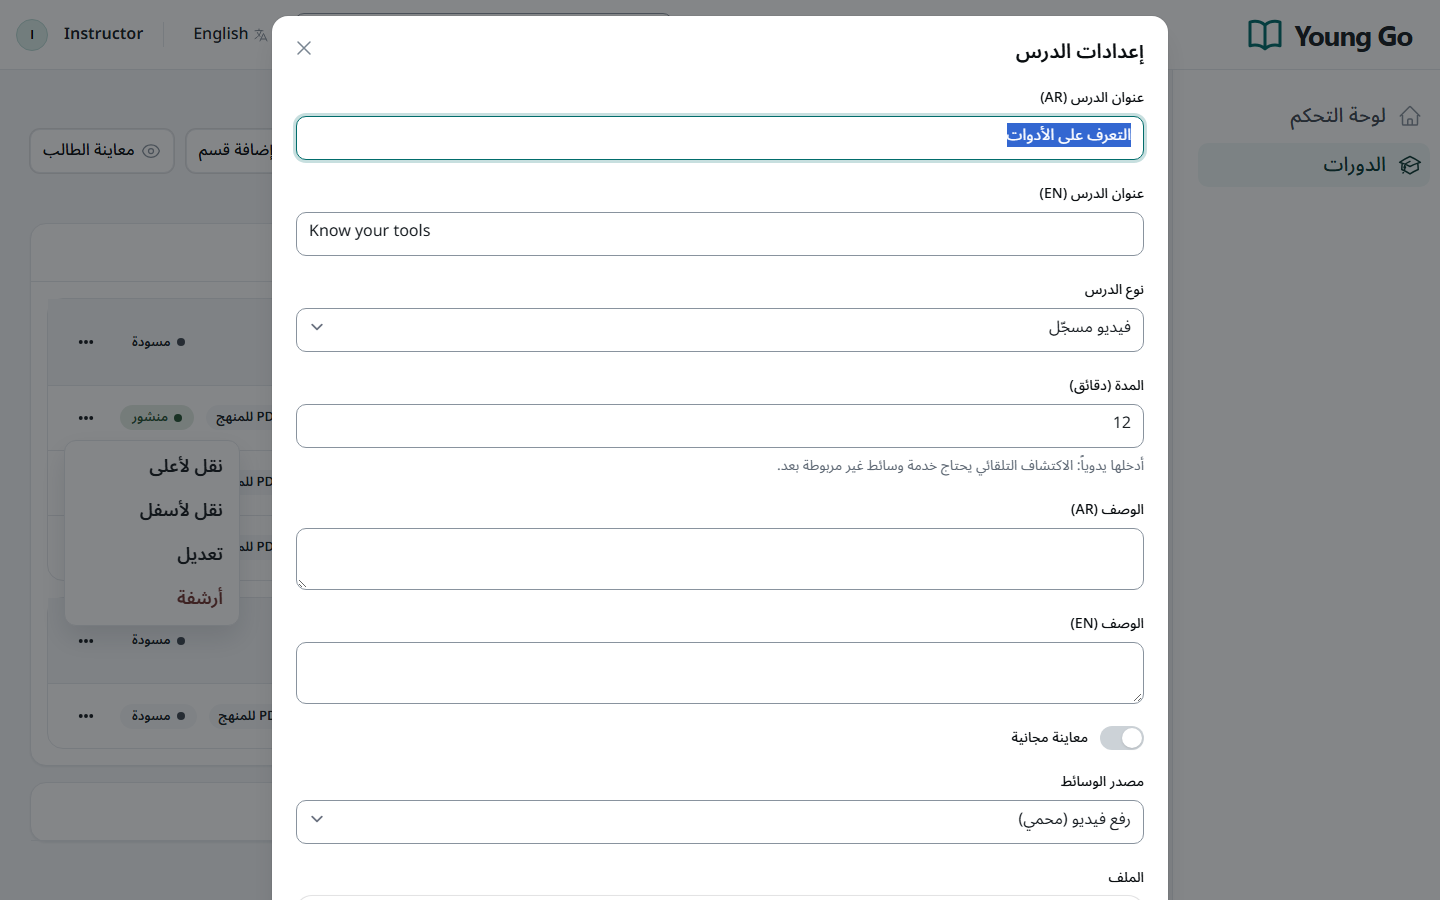 Young Go
English
Instructor
I
لوحة التحكم
الدورات
إضافة قسم
معاينة الطالب
مسودة
PD للمنهج
منشور
نقل لأعلى
نقل لأسفل
تعديل
أرشفة
مسودة
PD للمنهج
مسودة
إعدادات الدرس
عنوان الدرس (AR)
التعرف على الأدوات
عنوان الدرس (EN)
Know your tools
نوع الدرس
فيديو مسجّل
المدة (دقائق)
12
أدخلها يدوياً: الاكتشاف التلقائي يحتاج خدمة وسائط غير مربوطة بعد.
الوصف (AR)
الوصف (EN)
معاينة مجانية
مصدر الوسائط
رفع فيديو (محمي)
الملف